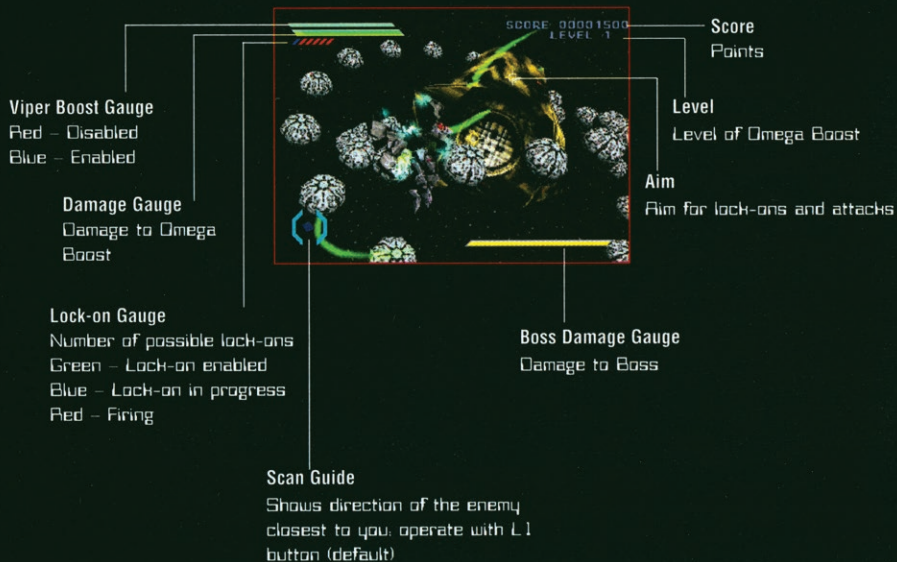 SCORE 00001500
LEVEL 1
Score
Points
Viper Boost Gauge
Red – Disabled
Blue – Enabled
Level
Level of Omega Boost
Aim
Aim for lock-ons and attacks
Damage Gauge
Damage to Omega
Boost
Lock-on Gauge
Number of possible lock-ons
Green – Lock-on enabled
Blue – Lock-on in progress
Red – Firing
Boss Damage Gauge
Damage to Boss
Scan Guide
Shows direction of the enemy
closest to you, operate with L1
button (default)